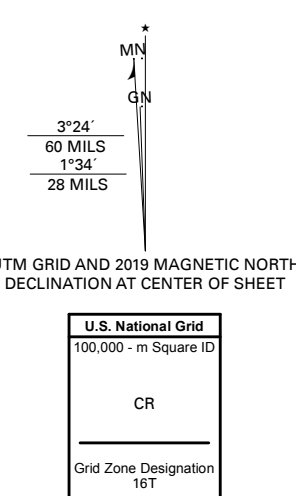 ★
MN
GN
3°24´
60 MILS
1°34´
28 MILS
UTM GRID AND 2019 MAGNETIC NORTH
DECLINATION AT CENTER OF SHEET
U.S. National Grid
100,000 - m Square ID
CR
Grid Zone Designation
16T